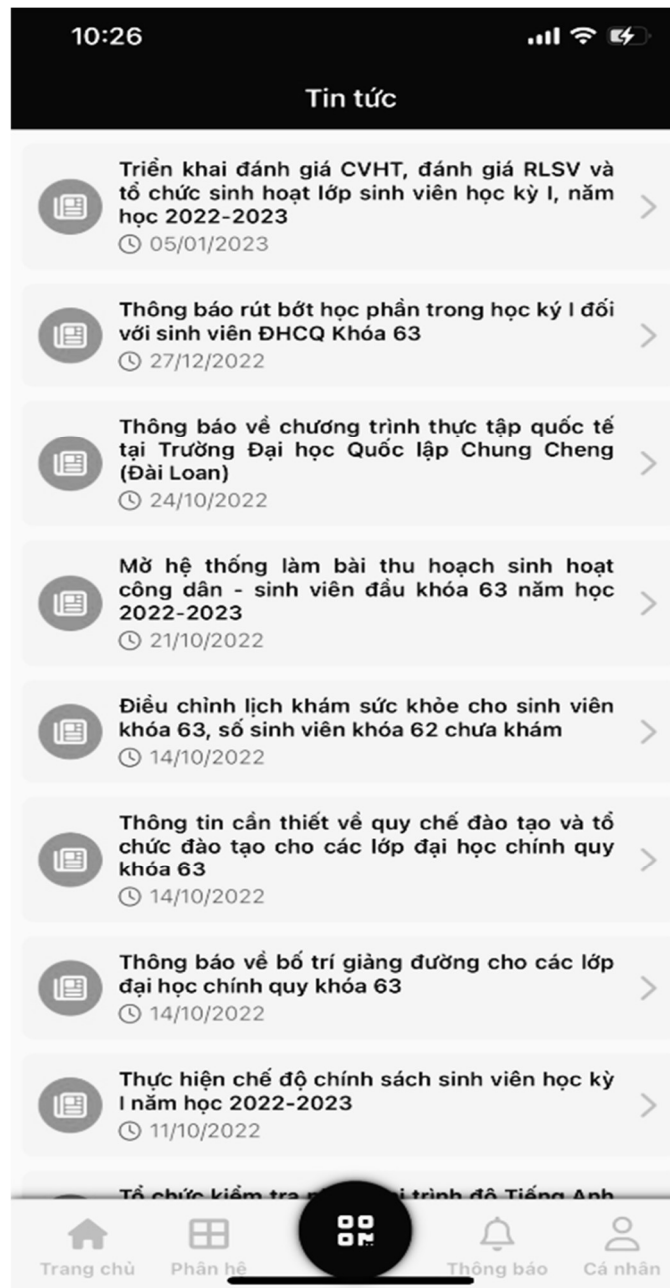 10:26
Tin tức
Triển khai đánh giá CVHT, đánh giá RLSV và
tổ chức sinh hoạt lớp sinh viên học kỳ I, năm
học 2022-2023
05/01/2023
Thông báo rút bớt học phần trong học ký I đối
với sinh viên ĐHCQ Khóa 63
27/12/2022
Thông báo về chương trình thực tập quốc tế
tại Trường Đại học Quốc lập Chung Cheng
(Đài Loan)
24/10/2022
Mở hệ thống làm bài thu hoạch sinh hoạt
công dân - sinh viên đầu khóa 63 năm học
2022-2023
21/10/2022
Điều chỉnh lịch khám sức khỏe cho sinh viên
khóa 63, số sinh viên khóa 62 chưa khám
14/10/2022
Thông tin cần thiết về quy chế đào tạo và tổ
chức đào tạo cho các lớp đại học chính quy
khóa 63
14/10/2022
Thông báo về bố trí giảng đường cho các lớp
đại học chính quy khóa 63
14/10/2022
Thực hiện chế độ chính sách sinh viên học kỳ
I năm học 2022-2023
11/10/2022
Tổ chức kiểm tra trình độ Tiếng Anh
Trang chủ Phân hệ Thông báo Cá nhân